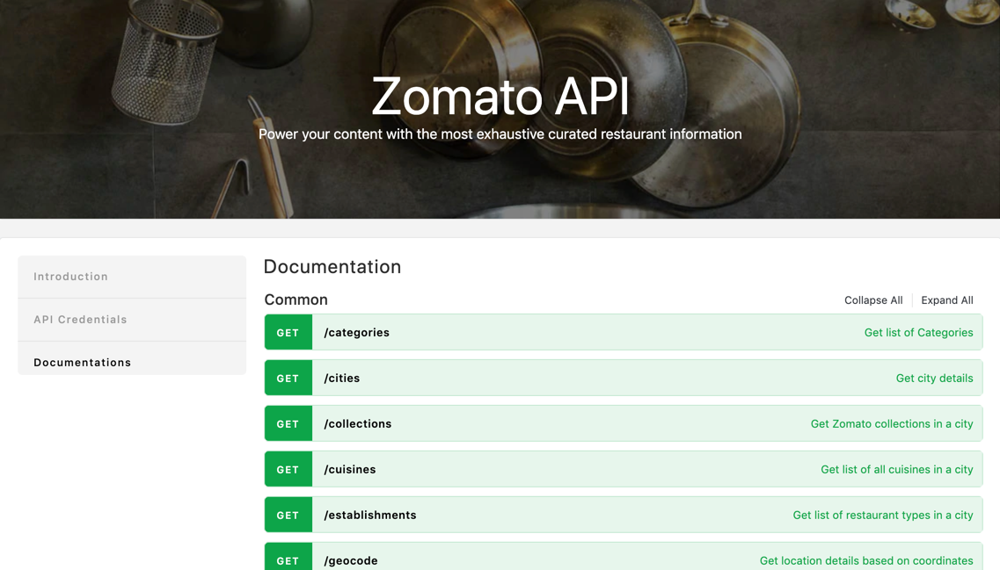 Zomato API
Power your content with the most exhaustive curated restaurant information
Introduction
API Credentials
Documentations
Documentation
Common
Collapse All
Expand All
GET /categories Get list of Categories
GET /cities Get city details
GET /collections Get Zomato collections in a city
GET /cuisines Get list of all cuisines in a city
GET /establishments Get list of restaurant types in a city
GET /geocode Get location details based on coordinates